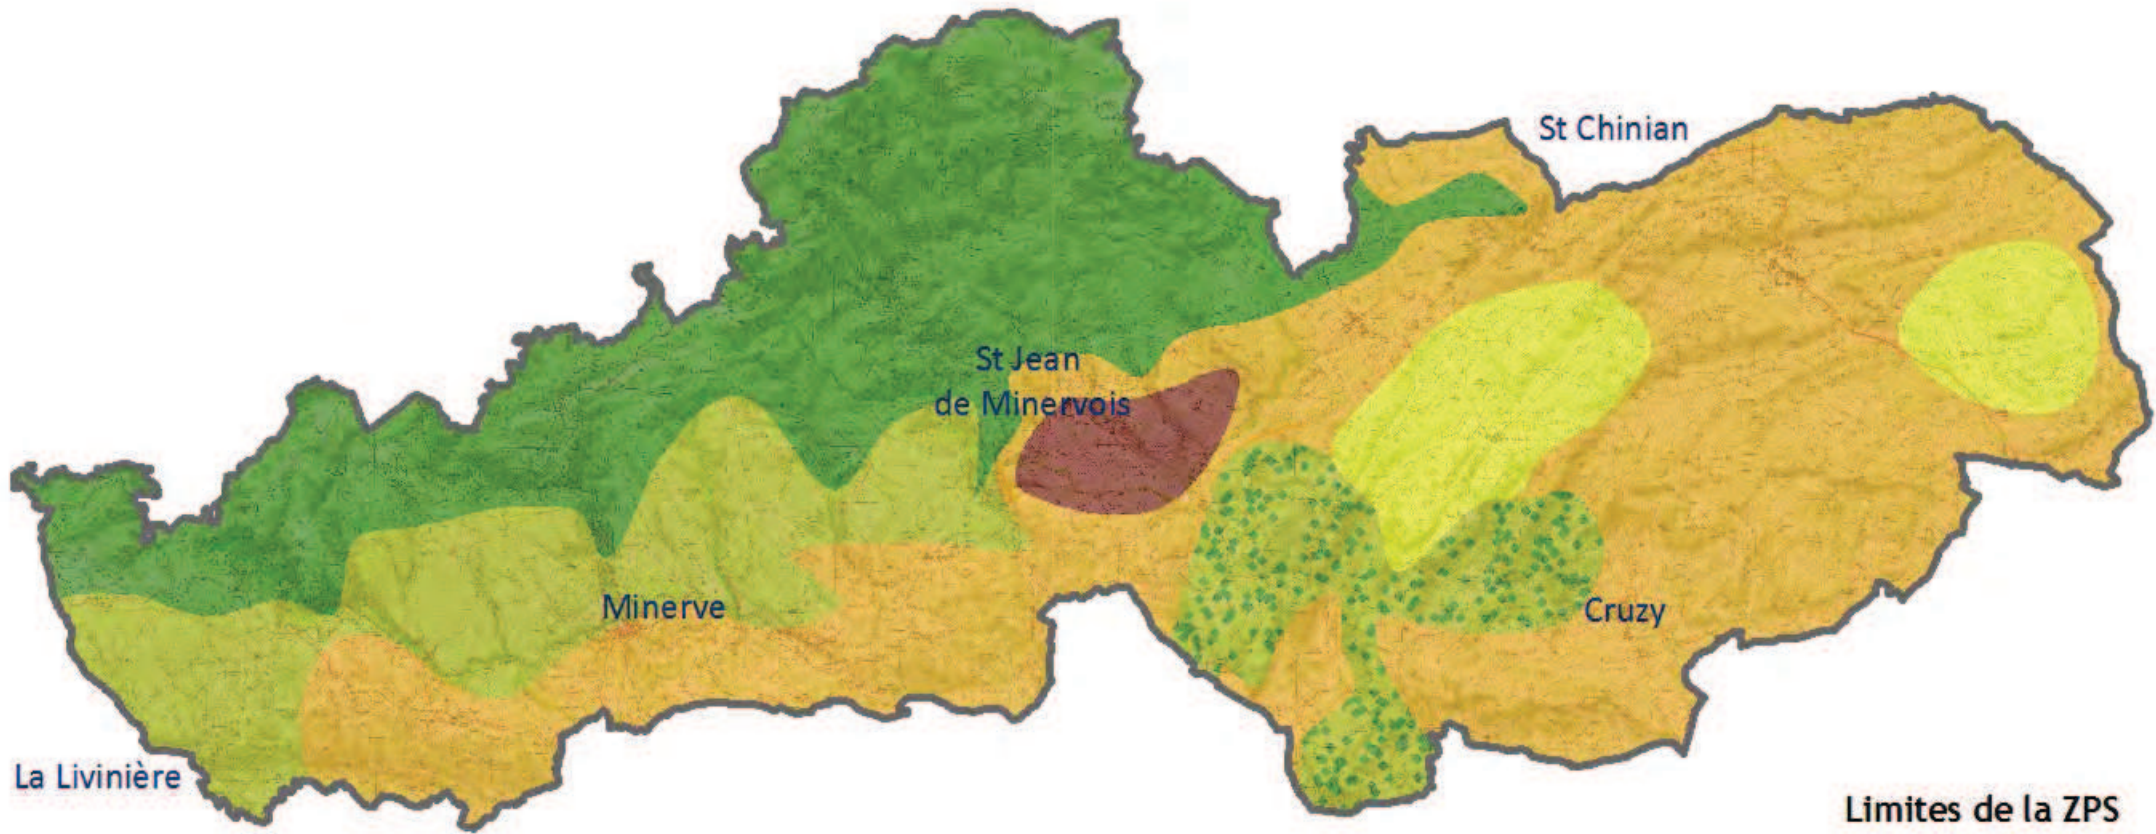 St Chinian
St Jean
de Minervois
Minerve
Cruzy
La Livinière
Limites de la ZPS